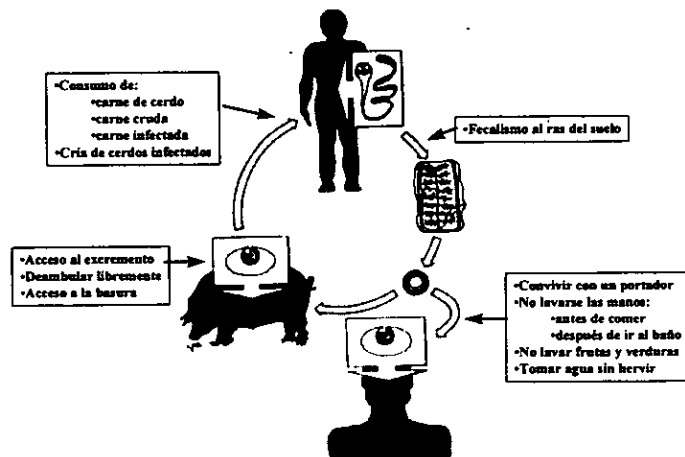 •Consumo de:
•carne de cerdo
•carne cruda
•carne infectada
•Cría de cerdos infectados
•Fecalismo al ras del suelo
•Acceso al excremento
•Deambular libremente
•Acceso a la basura
•Convivir con un portador
•No lavarse las manos:
•antes de comer
•después de ir al baño
•No lavar frutas y verduras
•Tomar agua sin hervir